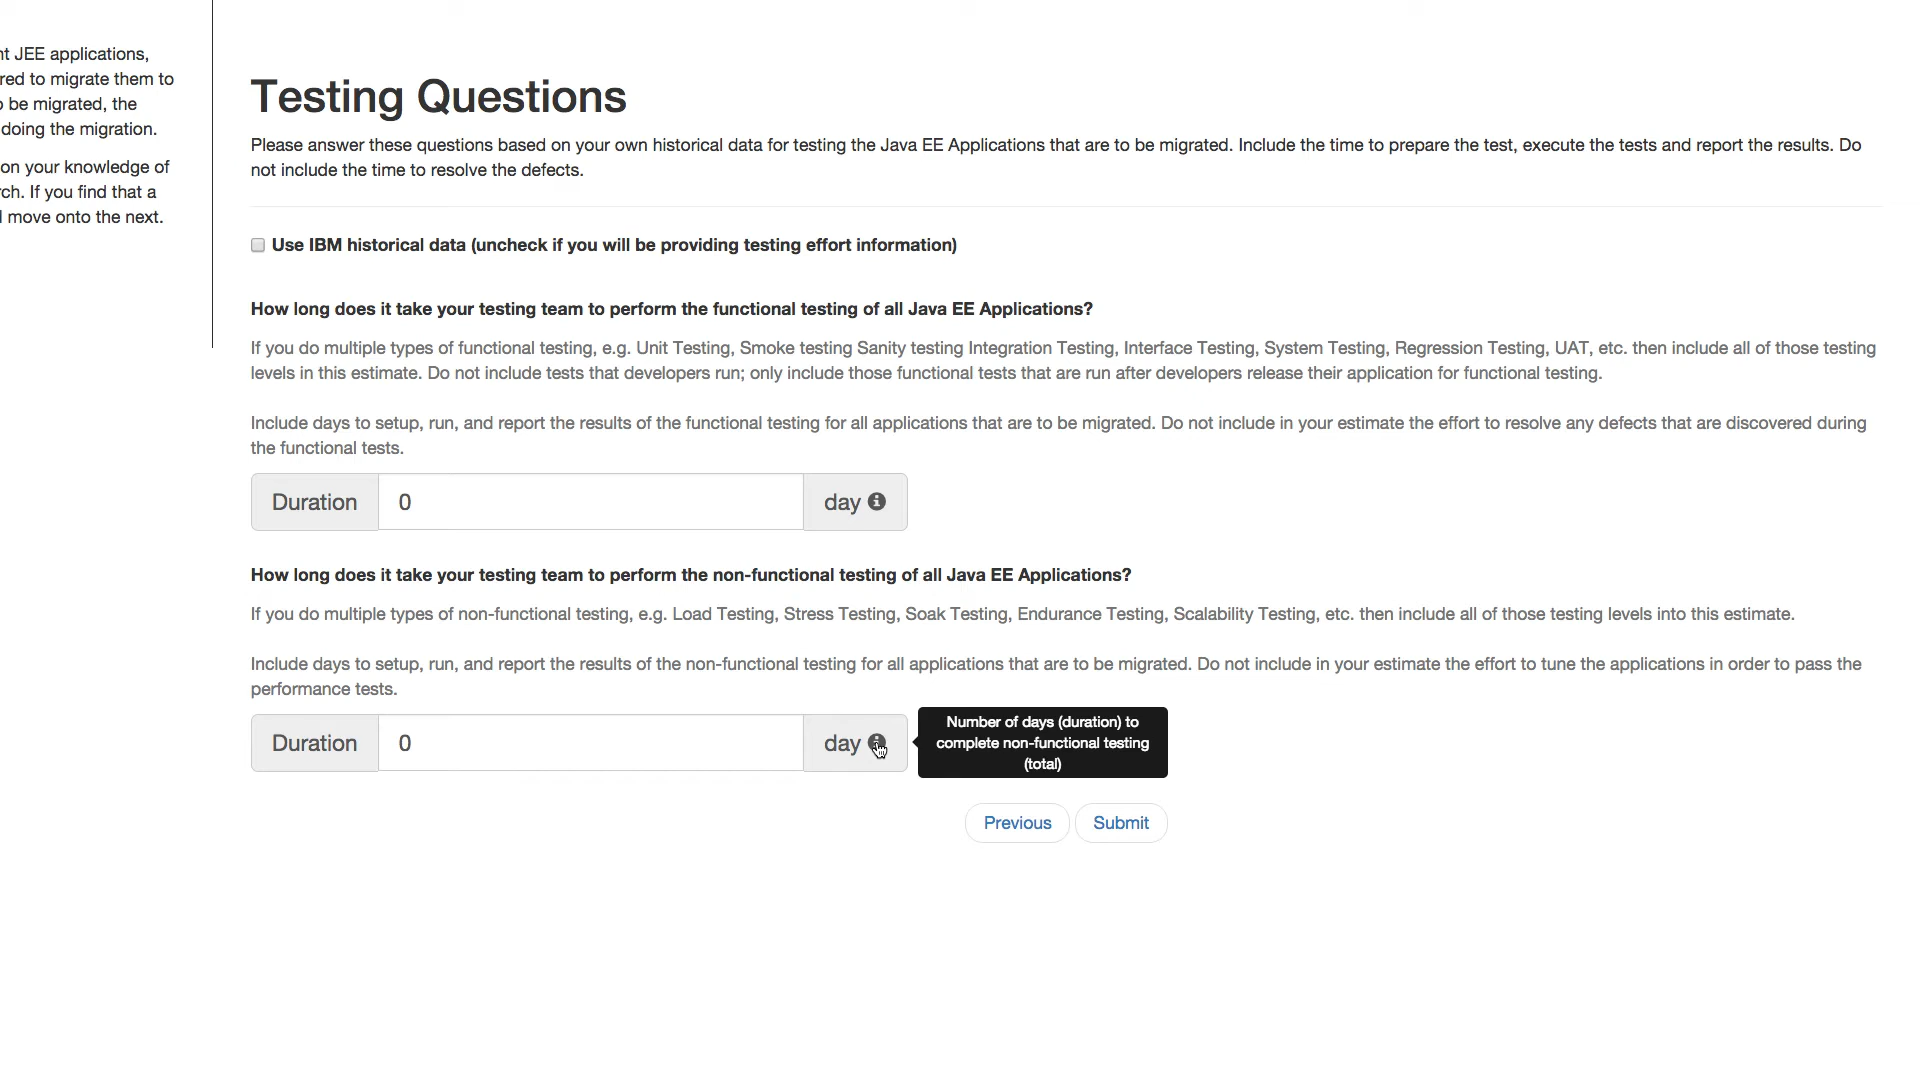 nt JEE applications,
red to migrate them to
o be migrated, the
doing the migration.
on your knowledge of
rch. If you find that a
l move onto the next.
Testing Questions
Please answer these questions based on your own historical data for testing the Java EE Applications that are to be migrated. Include the time to prepare the test, execute the tests and report the results. Do
not include the time to resolve the defects.
Use IBM historical data (uncheck if you will be providing testing effort information)
How long does it take your testing team to perform the functional testing of all Java EE Applications?
If you do multiple types of functional testing, e.g. Unit Testing, Smoke testing Sanity testing Integration Testing, Interface Testing, System Testing, Regression Testing, UAT, etc. then include all of those testing
levels in this estimate. Do not include tests that developers run; only include those functional tests that are run after developers release their application for functional testing.
Include days to setup, run, and report the results of the functional testing for all applications that are to be migrated. Do not include in your estimate the effort to resolve any defects that are discovered during
the functional tests.
Duration 0 day
How long does it take your testing team to perform the non-functional testing of all Java EE Applications?
If you do multiple types of non-functional testing, e.g. Load Testing, Stress Testing, Soak Testing, Endurance Testing, Scalability Testing, etc. then include all of those testing levels into this estimate.
Include days to setup, run, and report the results of the non-functional testing for all applications that are to be migrated. Do not include in your estimate the effort to tune the applications in order to pass the
performance tests.
Duration 0 day
Number of days (duration) to
complete non-functional testing
(total)
Previous Submit